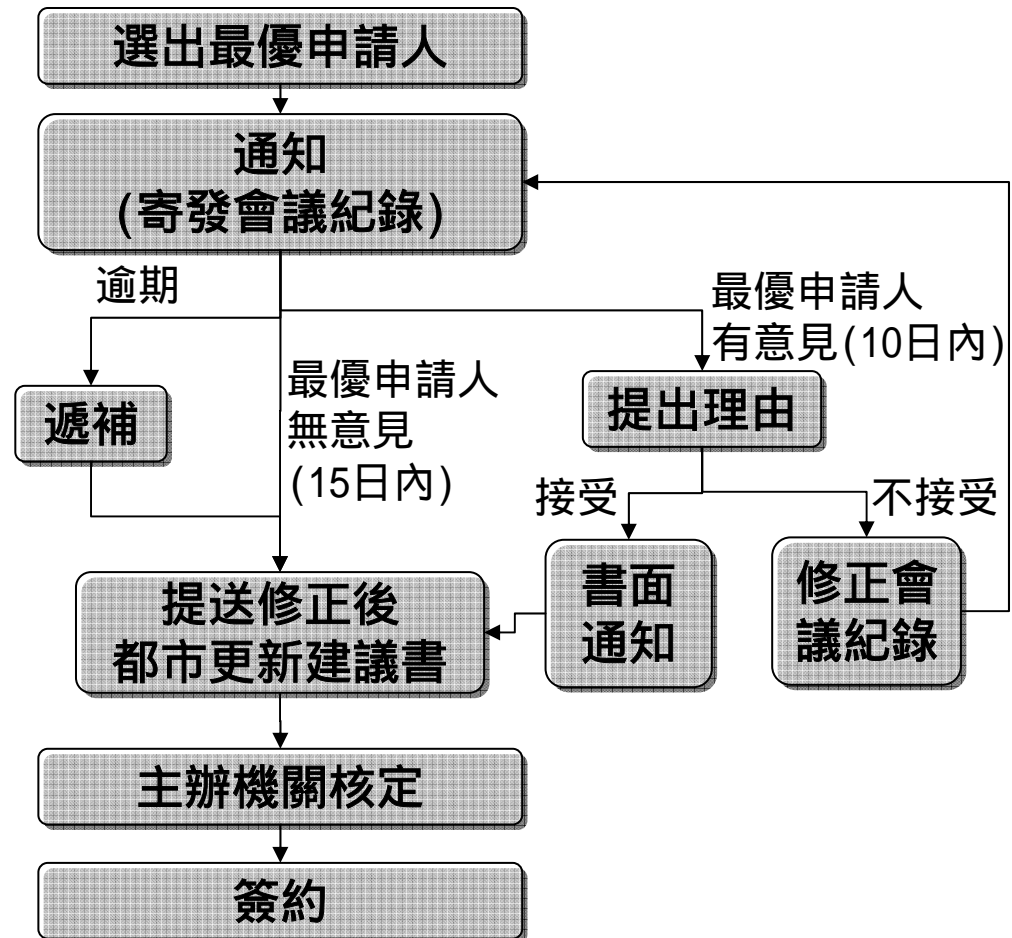 選出最優申請人
通知
(寄發會議紀錄)
逾期
最優申請人
有意見(10日內)
最優申請人
無意見
(15日內)
遞補
提出理由
接受
不接受
書面
通知
修正會
議紀錄
提送修正後
都市更新建議書
主辦機關核定
簽約